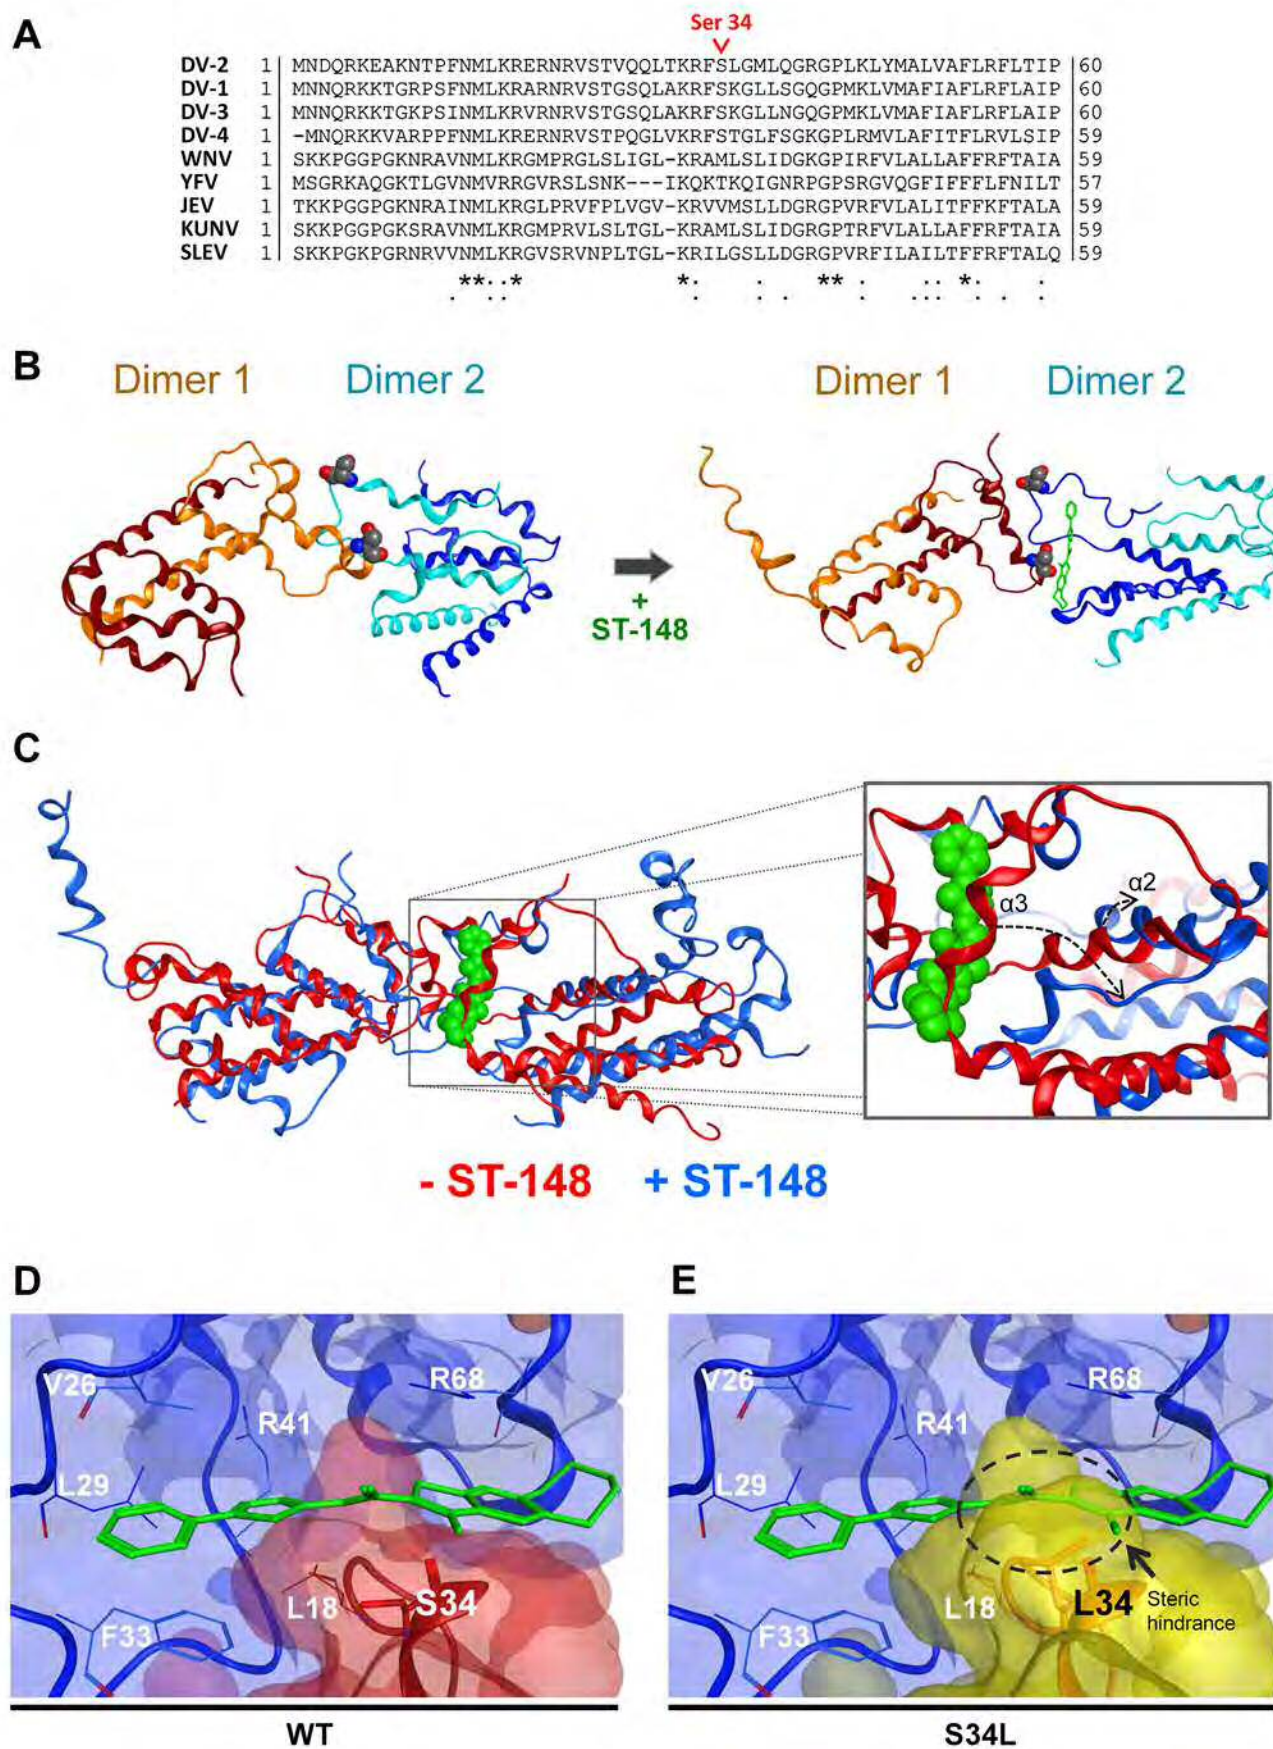 A
Ser 34
DV-2 1 MNDQRKEAKNTPFNMLKRERNRVSTVQQLTKRFSLGMLQGRGPLKLYMALVAFLRFLTIP 60
DV-1 1 MNNQRKKTGRPSFNMLKRARNRVSTGSQLAKRFSKGLLSGQGPMKLVMAFIAFLRFLAIP 60
DV-3 1 MNNQRKKTGKPSINMLKRVRNRVSTGSQLAKRFSKGLLNGQGPMKLVMAFIAFLRFLAIP 60
DV-4 1 -MNQRKKVARPPFNMLKRERNRVSTPQGLVKRFSTGLFSGKGPLRMVLAFITFLRVLSIP 59
WNV 1 SKKPGGPGKNRAVNMLKRGMPRGLSLIGL-KRAMLSLIDGKGPIRFVLALLAFFRFTAIA 59
YFV 1 MSGRKAQGKTLGVNMVRRGVRSLSNK---IKQKTKQIGNRPGPSRGVQGFIFFFLFNILT 57
JEV 1 TKKPGGPGKNRAINMLKRGLPRVFPLVGV-KRVVMSLLDGRGPVRFVLALITFFKFTALA 59
KUNV 1 SKKPGGPGKSRAVNMLKRGMPRVLSLTGL-KRAMLSLIDGRGPTRFVLALLAFFRFTAIA 59
SLEV 1 SKKPGKPGRNRVVNMLKRGVSRVNPLTGL-KRILGSLLDGRGPVRFILAILTFFRFTALQ 59
B
Dimer 1 Dimer 2
Dimer 1 Dimer 2
+
ST-148
C
α3
α2
- ST-148 + ST-148
D
V26
R68
R41
L29
L18
S34
F33
WT
E
V26
R68
R41
L29
L18
L34
Steric
hindrance
F33
S34L